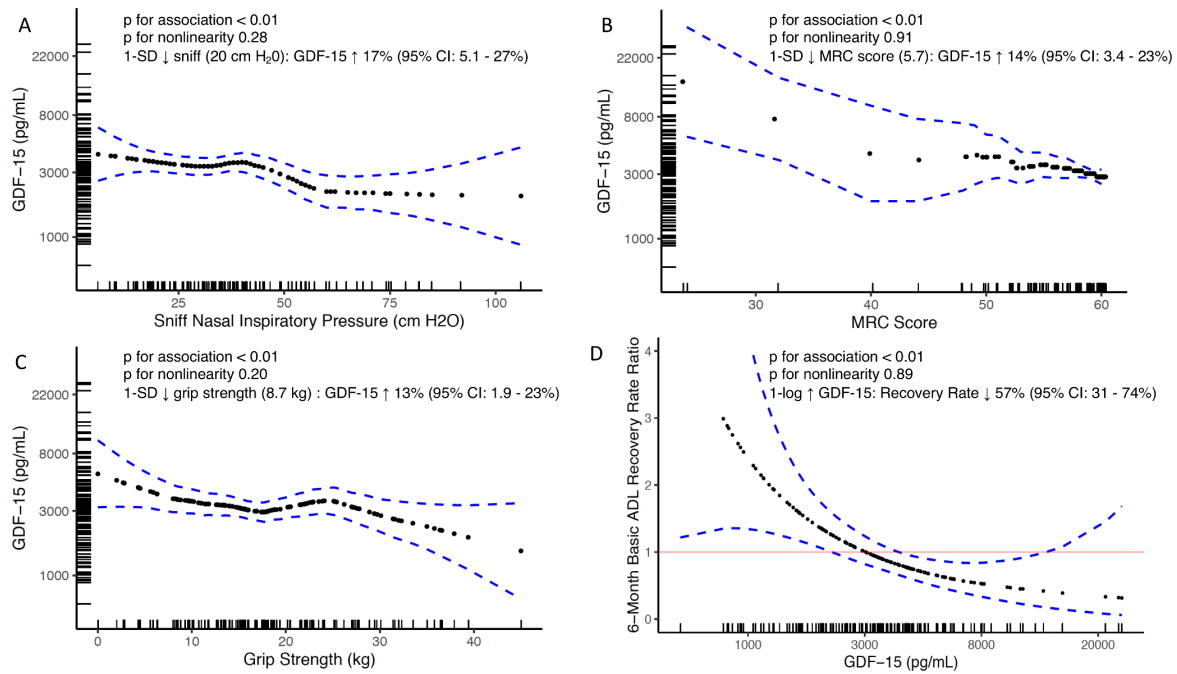 A
p for association < 0.01
p for nonlinearity 0.28
1-SD ↓ sniff (20 cm H₂0): GDF-15 ↑ 17% (95% CI: 5.1 - 27%)
GDF−15 (pg/mL)
22000
8000
3000
1000
25
50
75
100
Sniff Nasal Inspiratory Pressure (cm H2O)
B
p for association < 0.01
p for nonlinearity 0.91
1-SD ↓ MRC score (5.7): GDF-15 ↑ 14% (95% CI: 3.4 - 23%)
GDF−15 (pg/mL)
22000
8000
3000
1000
30
40
50
60
MRC Score
C
p for association < 0.01
p for nonlinearity 0.20
1-SD ↓ grip strength (8.7 kg) : GDF-15 ↑ 13% (95% CI: 1.9 - 23%)
GDF−15 (pg/mL)
22000
8000
3000
1000
0
10
20
30
40
Grip Strength (kg)
D
p for association < 0.01
p for nonlinearity 0.89
1-log ↑ GDF-15: Recovery Rate ↓ 57% (95% CI: 31 - 74%)
6−Month Basic ADL Recovery Rate Ratio
4
3
2
1
0
1000
3000
8000
20000
GDF−15 (pg/mL)